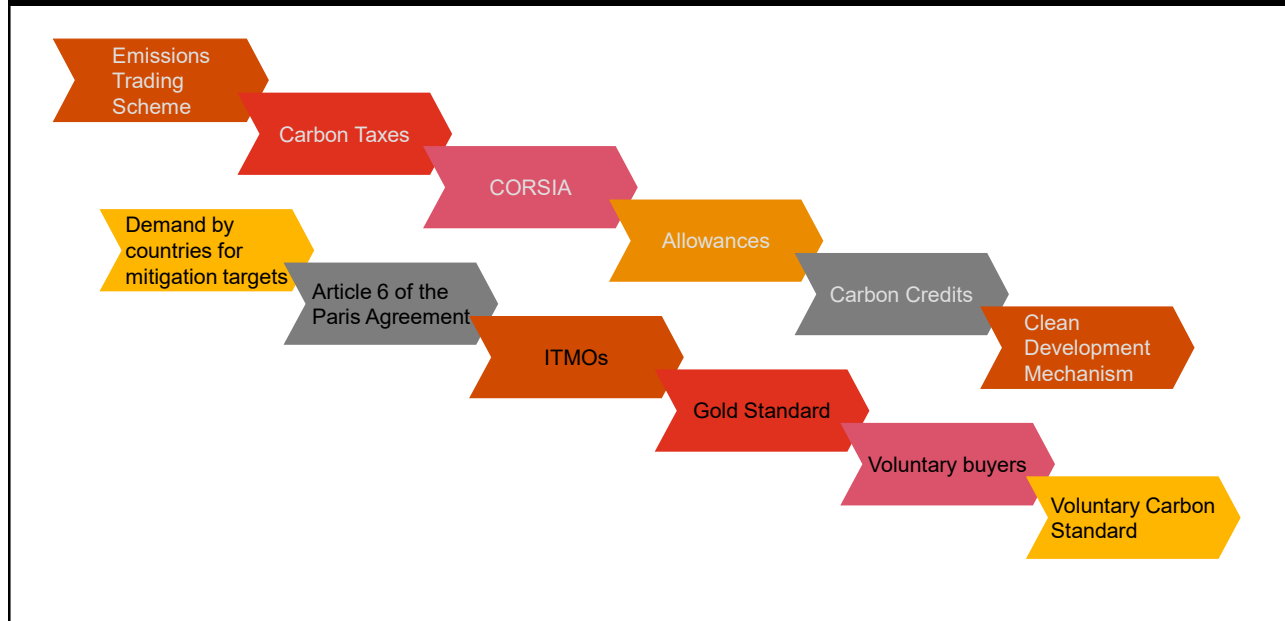 Emissions
Trading
Scheme
Carbon Taxes
CORSIA
Allowances
Carbon Credits
Clean
Development
Mechanism
Demand by
countries for
mitigation targets
Article 6 of the
Paris Agreement
ITMOs
Gold Standard
Voluntary buyers
Voluntary Carbon
Standard